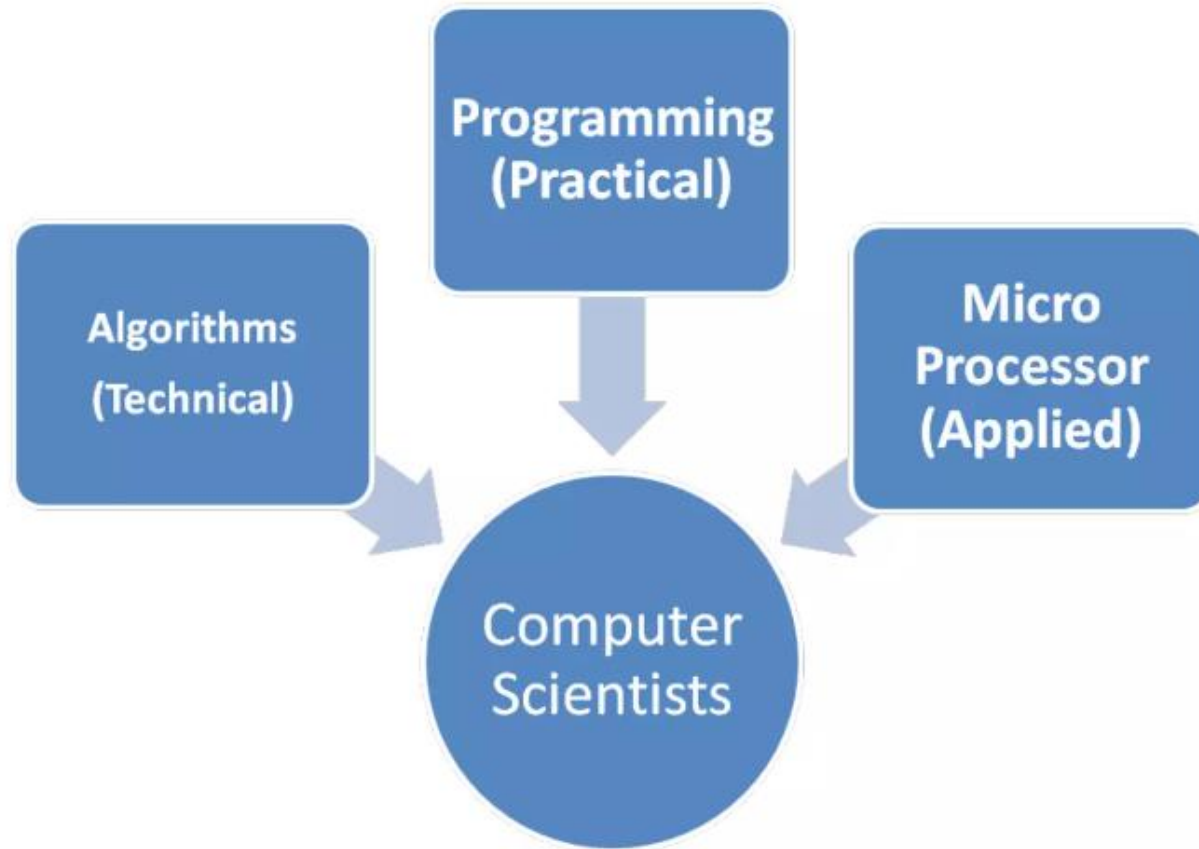 Programming
(Practical)
Algorithms
(Technical)
Micro
Processor
(Applied)
Computer
Scientists